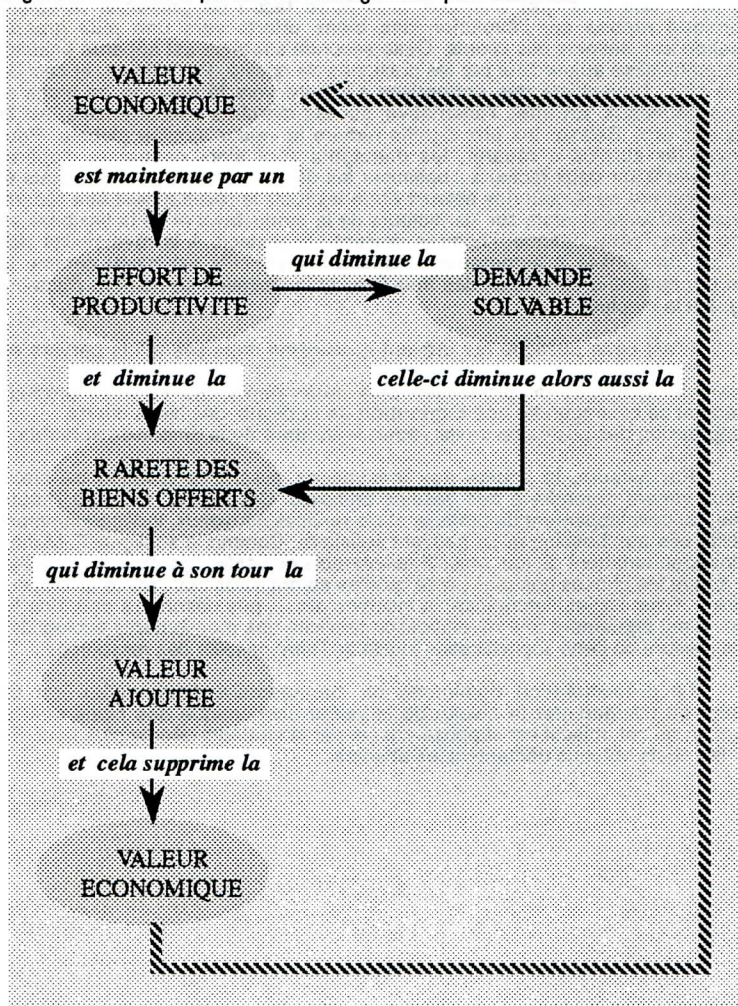 VALEUR
ECONOMIQUE
est maintenue par un
EFFORT DE
PRODUCTIVITE
qui diminue la
DEMANDE
SOLVABLE
et diminue la
celle-ci diminue alors aussi la
RARETE DES
BIENS OFFERTS
qui diminue à son tour la
VALEUR
AJOUTEE
et cela supprime la
VALEUR
ECONOMIQUE